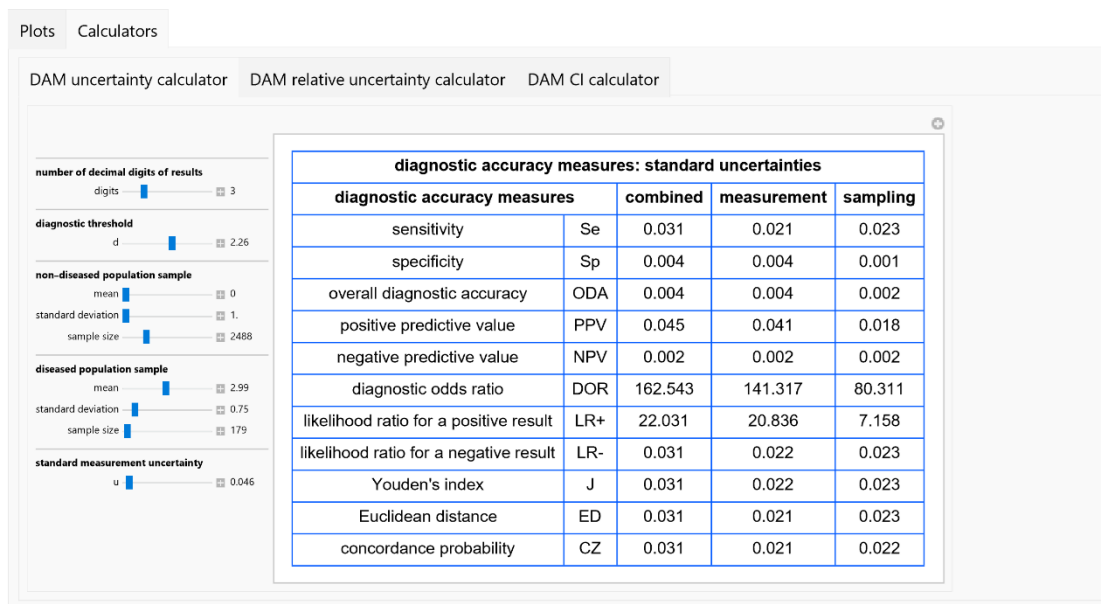 Plots Calculators
DAM uncertainty calculator DAM relative uncertainty calculator DAM CI calculator
number of decimal digits of results
digits 3
diagnostic threshold
d 2.26
non-diseased population sample
mean 0
standard deviation 1.
sample size 2488
diseased population sample
mean 2.99
standard deviation 0.75
sample size 179
standard measurement uncertainty
u 0.046
diagnostic accuracy measures: standard uncertainties
diagnostic accuracy measures combined measurement sampling
sensitivity Se 0.031 0.021 0.023
specificity Sp 0.004 0.004 0.001
overall diagnostic accuracy ODA 0.004 0.004 0.002
positive predictive value PPV 0.045 0.041 0.018
negative predictive value NPV 0.002 0.002 0.002
diagnostic odds ratio DOR 162.543 141.317 80.311
likelihood ratio for a positive result LR+ 22.031 20.836 7.158
likelihood ratio for a negative result LR- 0.031 0.022 0.023
Youden's index J 0.031 0.022 0.023
Euclidean distance ED 0.031 0.021 0.023
concordance probability CZ 0.031 0.021 0.022